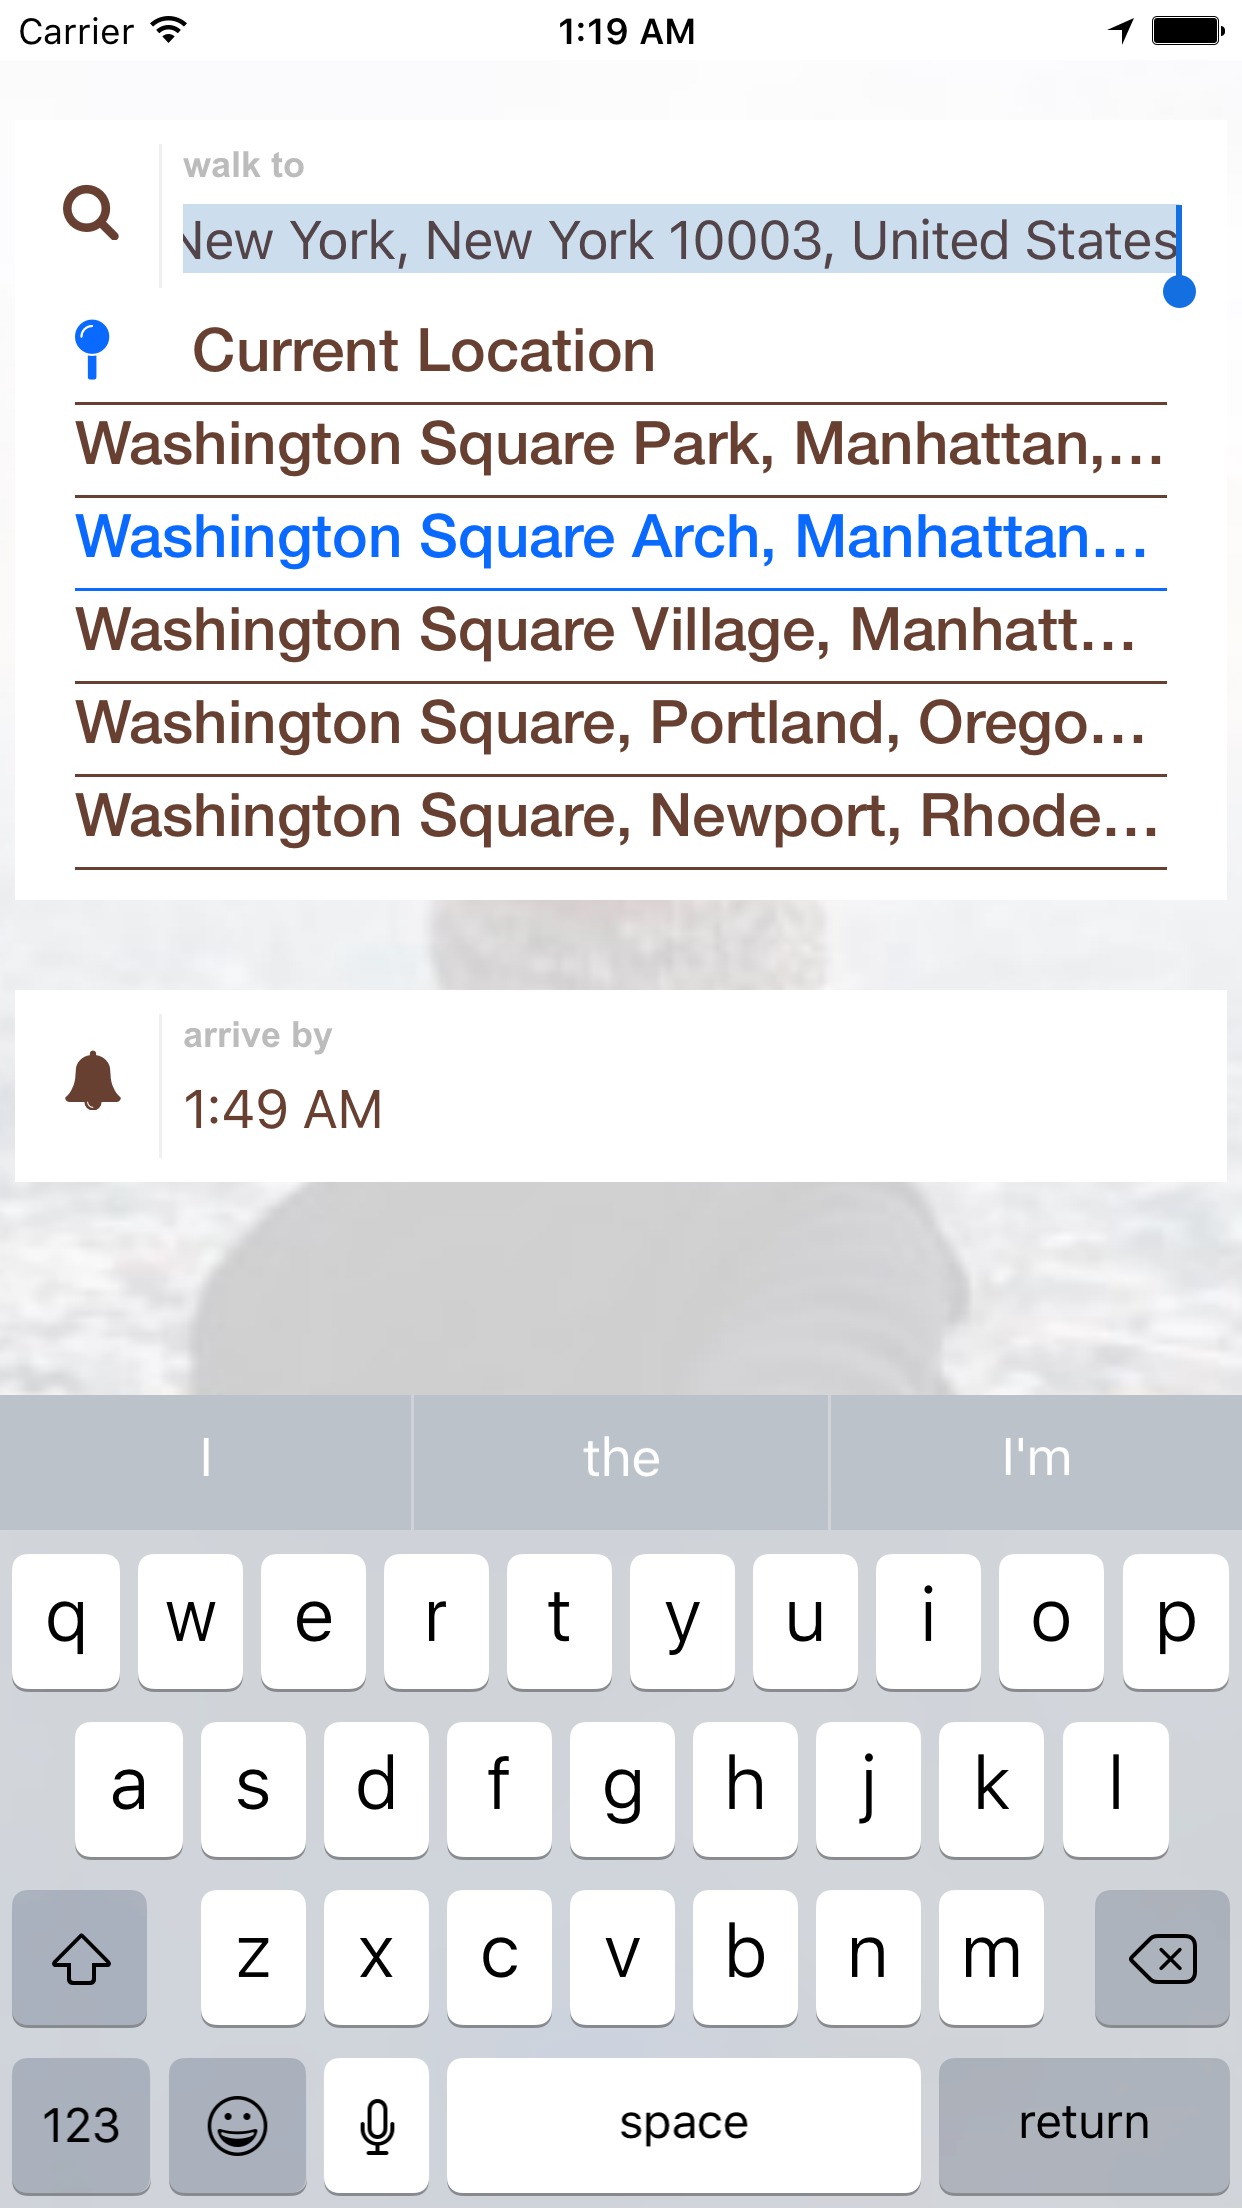 Carrier 1:19 AM
walk to
New York, New York 10003, United States
Current Location
Washington Square Park, Manhattan,...
Washington Square Arch, Manhattan...
Washington Square Village, Manhatt...
Washington Square, Portland, Orego...
Washington Square, Newport, Rhode...
arrive by
1:49 AM
I the I'm
q w e r t y u i o p
a s d f g h j k l
z x c v b n m
123 space return